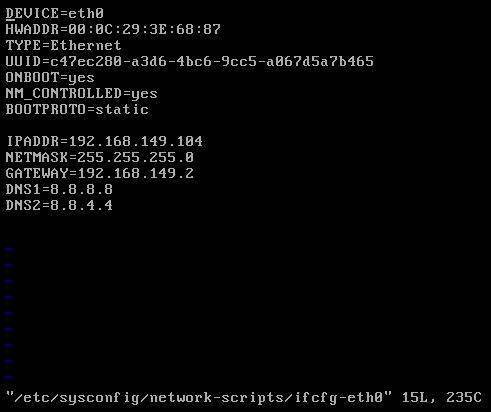 DEVICE=eth0
HWADDR=00:0C:29:3E:68:87
TYPE=Ethernet
UUID=c47ec280-a3d6-4bc6-9cc5-a067d5a7b465
ONBOOT=yes
NM_CONTROLLED=yes
BOOTPROTO=static
IPADDR=192.168.149.104
NETMASK=255.255.255.0
GATEWAY=192.168.149.2
DNS1=8.8.8.8
DNS2=8.8.4.4
~
~
~
~
~
~
~
~
~
"/etc/sysconfig/network-scripts/ifcfg-eth0" 15L, 235C